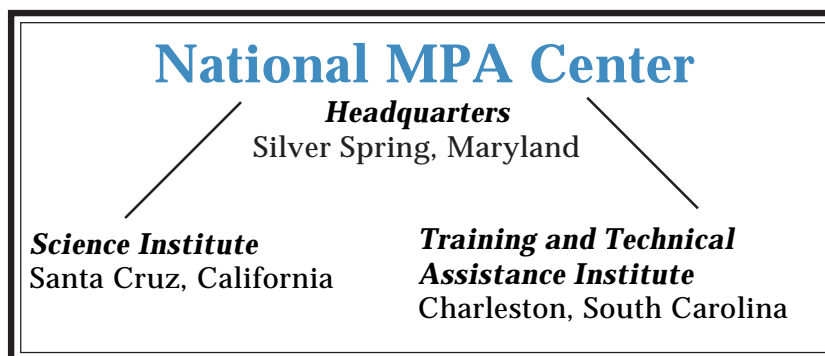 National MPA Center
Headquarters
Silver Spring, Maryland
Science Institute
Santa Cruz, California
Training and Technical
Assistance Institute
Charleston, South Carolina